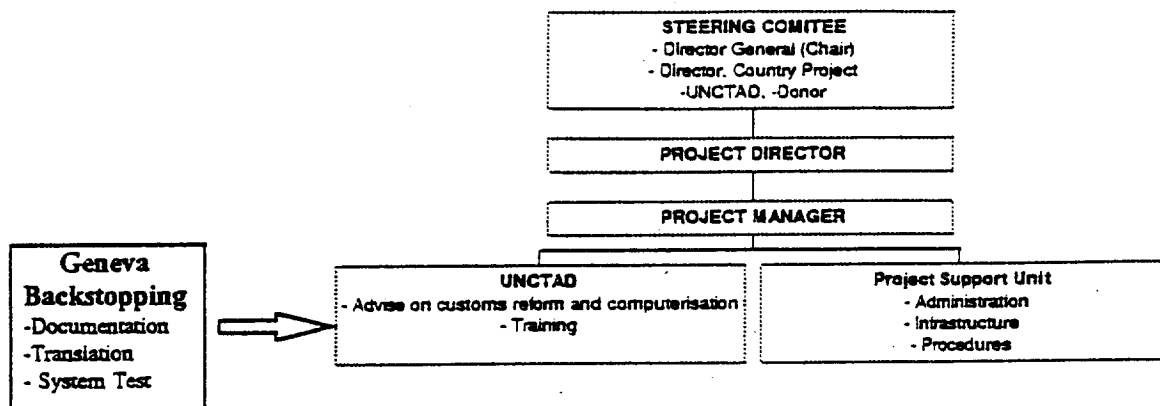 STEERING COMITEE
- Director General (Chair)
- Director. Country Project
-UNCTAD. -Donor
PROJECT DIRECTOR
PROJECT MANAGER
Geneva
Backstopping
-Documentation
-Translation
- System Test
UNCTAD
- Advise on customs reform and computerisation
- Training
Project Support Unit
- Administration
- Intrastructure
- Procedures